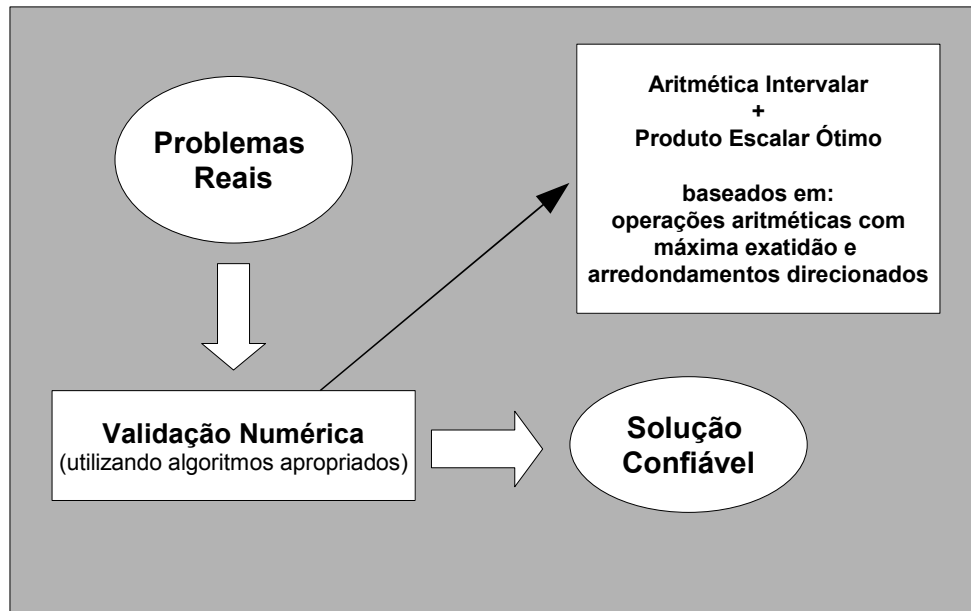 Problemas
Reais
Aritmética Intervalar
+
Produto Escalar Ótimo
baseados em:
operações aritméticas com
máxima exatidão e
arredondamentos direcionados
Validação Numérica
(utilizando algoritmos apropriados)
Solução
Confiável